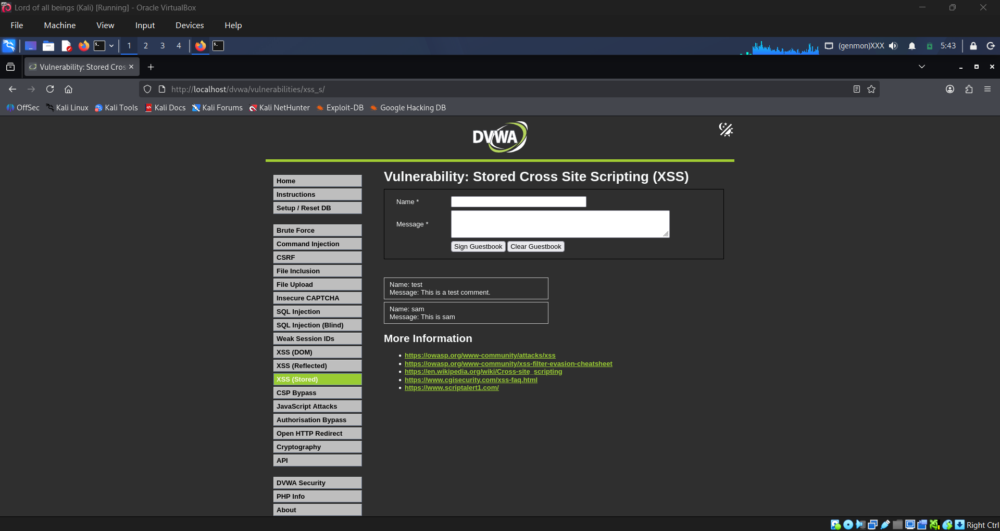 Lord of all beings (Kali) [Running] - Oracle VirtualBox
File Machine View Input Devices Help
1 2 3 4 (genmon)XXX 5:43
Vulnerability: Stored Cros
http://localhost/dvwa/vulnerabilities/xss_s/
OffSec Kali Linux Kali Tools Kali Docs Kali Forums Kali NetHunter Exploit-DB Google Hacking DB
DVWA
Home
Instructions
Setup / Reset DB
Brute Force
Command Injection
CSRF
File Inclusion
File Upload
Insecure CAPTCHA
SQL Injection
SQL Injection (Blind)
Weak Session IDs
XSS (DOM)
XSS (Reflected)
XSS (Stored)
CSP Bypass
JavaScript Attacks
Authorisation Bypass
Open HTTP Redirect
Cryptography
API
DVWA Security
PHP Info
About
Vulnerability: Stored Cross Site Scripting (XSS)
Name *
Message *
Sign Guestbook Clear Guestbook
Name: test
Message: This is a test comment.
Name: sam
Message: This is sam
More Information
https://owasp.org/www-community/attacks/xss
https://owasp.org/www-community/xss-filter-evasion-cheatsheet
https://en.wikipedia.org/wiki/Cross-site_scripting
https://www.cgisecurity.com/xss-faq.html
https://www.scriptalert1.com/
Right Ctrl